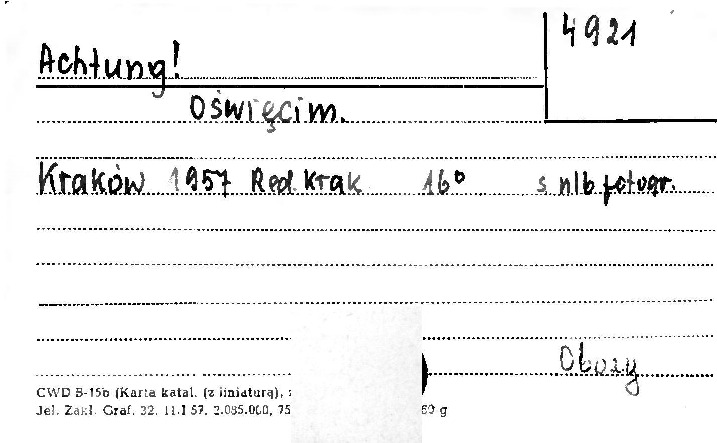 4921
Achtung!
Oświęcim.
Kraków 1957 Red. Krak 16° s nlb fotogr.
Obozy
CWD B-15b (Karta katal. (z liniaturą),
Jel. Zakł. Graf. 32. 11.I 57. 2.085.000, 75 60 g